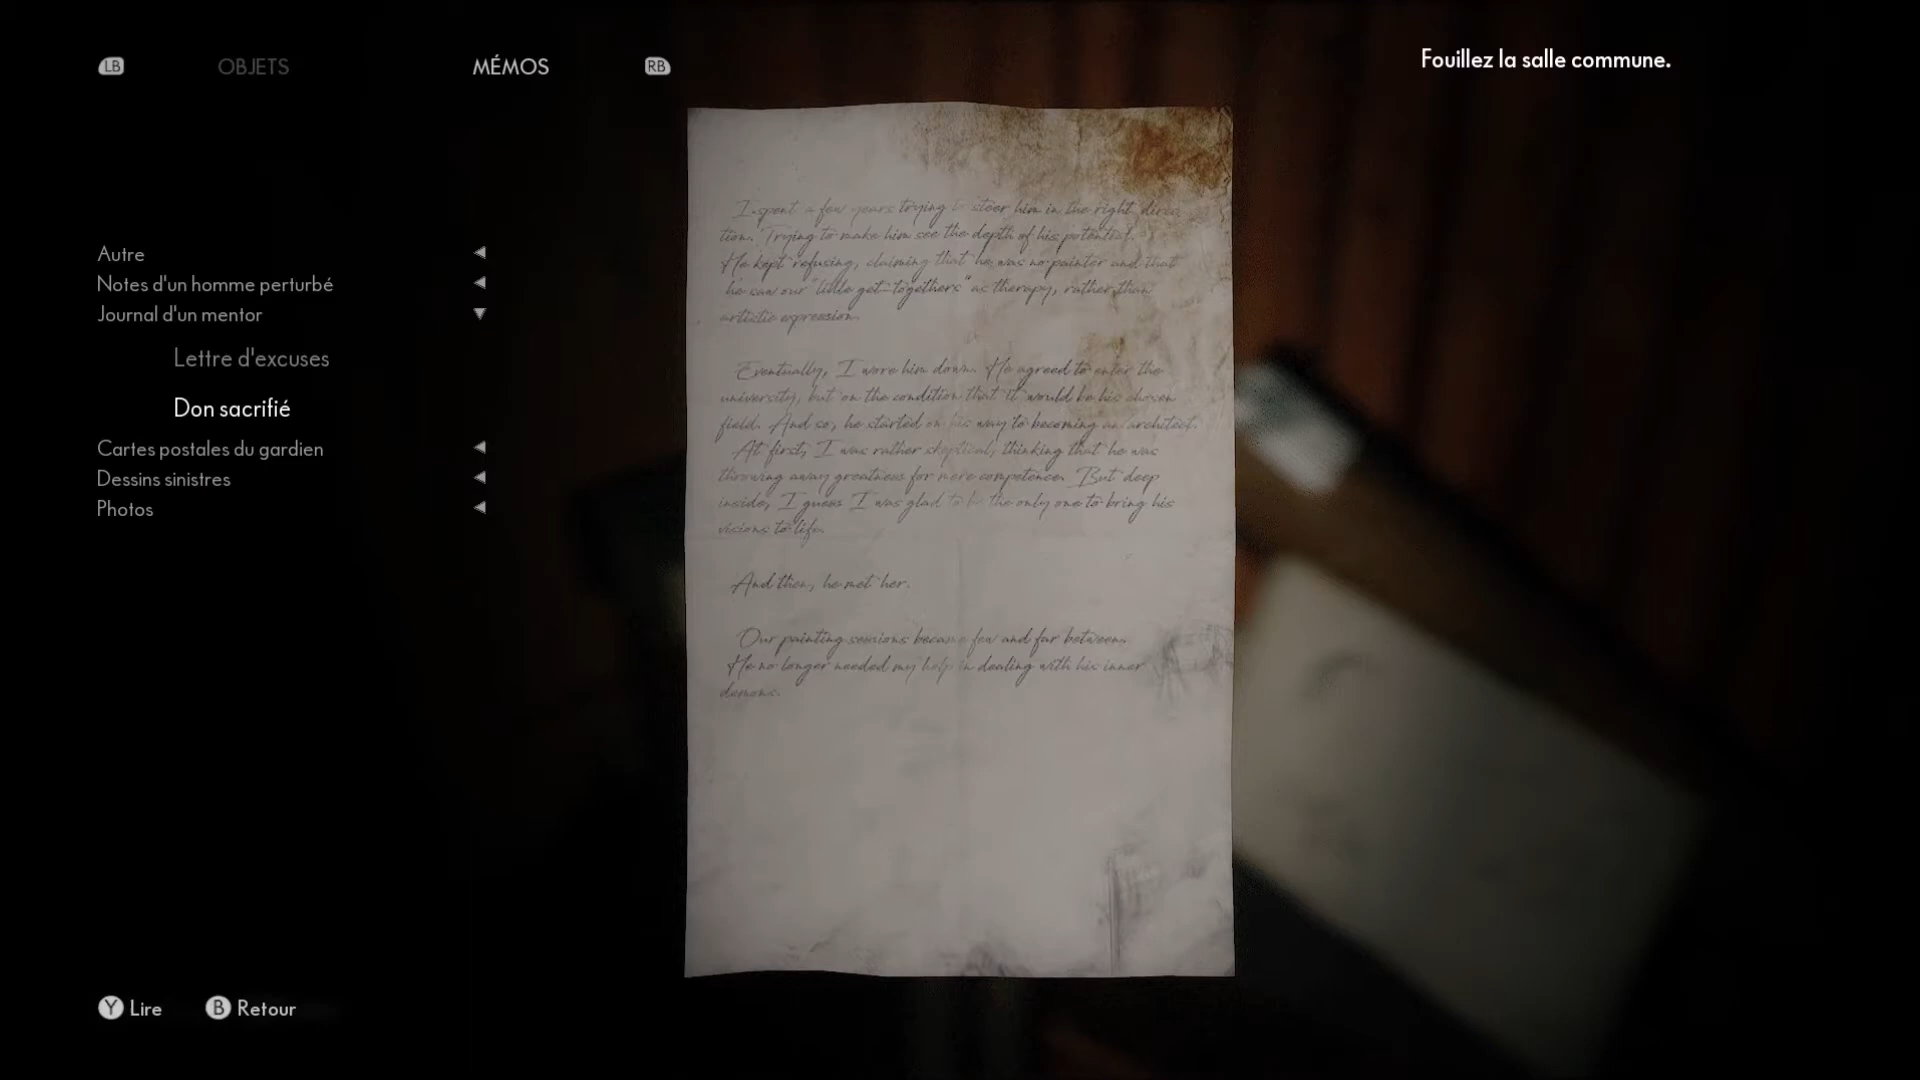 LB
OBJETS
MÉMOS
RB
Fouillez la salle commune.
Autre
Notes d'un homme perturbé
Journal d'un mentor
Lettre d'excuses
Don sacrifié
Cartes postales du gardien
Dessins sinistres
Photos
I spent a few years trying to steer him in the right direc
tion. Trying to make him see the depth of his potential.
He kept refusing, claiming that he was no painter and that
he saw our "little get-togethers" as therapy, rather than
artistic expression.
Eventually, I wore him down. He agreed to enter the
university, but on the condition that it would be his chosen
field. And so, he started on his way to becoming an architect.
At first, I was rather skeptical, thinking that he was
throwing away greatness for mere competence. But deep
inside, I guess I was glad to be the only one to bring his
visions to life.
And then, he met her.
Our painting sessions became few and far between.
He no longer needed my help in dealing with his inner
demons.
Y Lire
B Retour